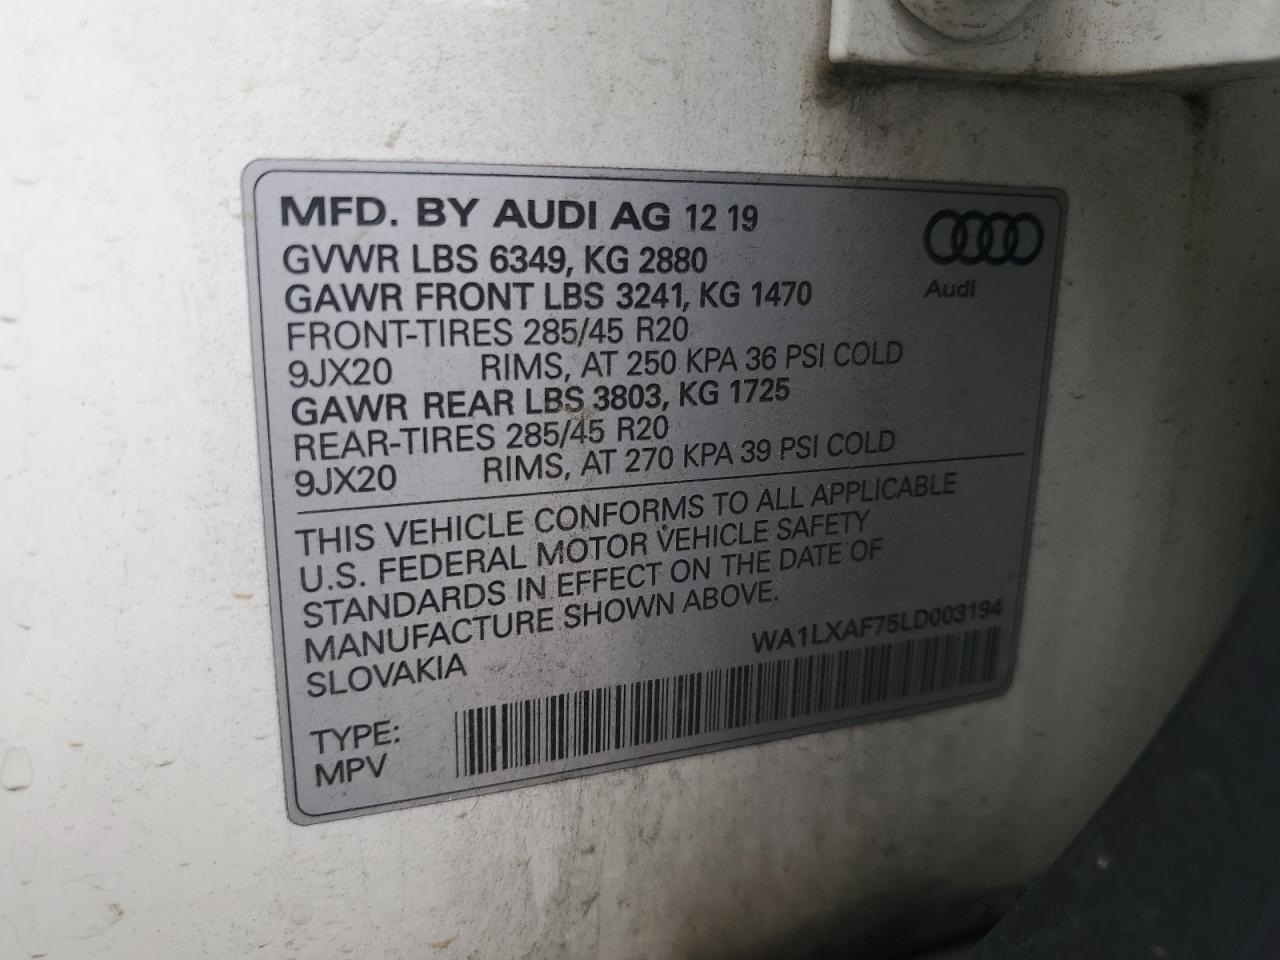 MFD. BY AUDI AG 12 19
GVWR LBS 6349, KG 2880
GAWR FRONT LBS 3241, KG 1470
FRONT-TIRES 285/45 R20
9JX20 RIMS, AT 250 KPA 36 PSI COLD
GAWR REAR LBS 3803, KG 1725
REAR-TIRES 285/45 R20
9JX20 RIMS, AT 270 KPA 39 PSI COLD
Audi
THIS VEHICLE CONFORMS TO ALL APPLICABLE
U.S. FEDERAL MOTOR VEHICLE SAFETY
STANDARDS IN EFFECT ON THE DATE OF
MANUFACTURE SHOWN ABOVE.
SLOVAKIA
WA1LXAF75LD003194
TYPE:
MPV